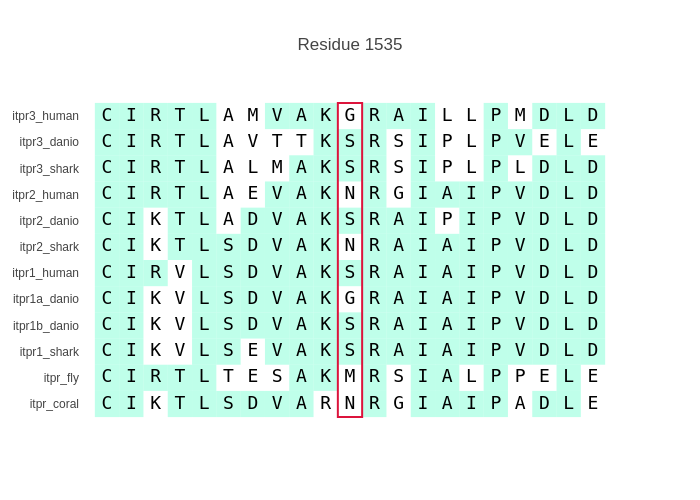 Residue 1535
itpr3_human C I R T L A M V A K G R A I L L P M D L D
itpr3_danio C I R T L A V T T K S R S I P L P V E L E
itpr3_shark C I R T L A L M A K S R S I P L P L D L D
itpr2_human C I R T L A E V A K N R G I A I P V D L D
itpr2_danio C I K T L A D V A K S R A I P I P V D L D
itpr2_shark C I K T L S D V A K N R A I A I P V D L D
itpr1_human C I R V L S D V A K S R A I A I P V D L D
itpr1a_danio C I K V L S D V A K G R A I A I P V D L D
itpr1b_danio C I K V L S D V A K S R A I A I P V D L D
itpr1_shark C I K V L S E V A K S R A I A I P V D L D
itpr_fly C I R T L T E S A K M R S I A L P P E L E
itpr_coral C I K T L S D V A R N R G I A I P A D L E